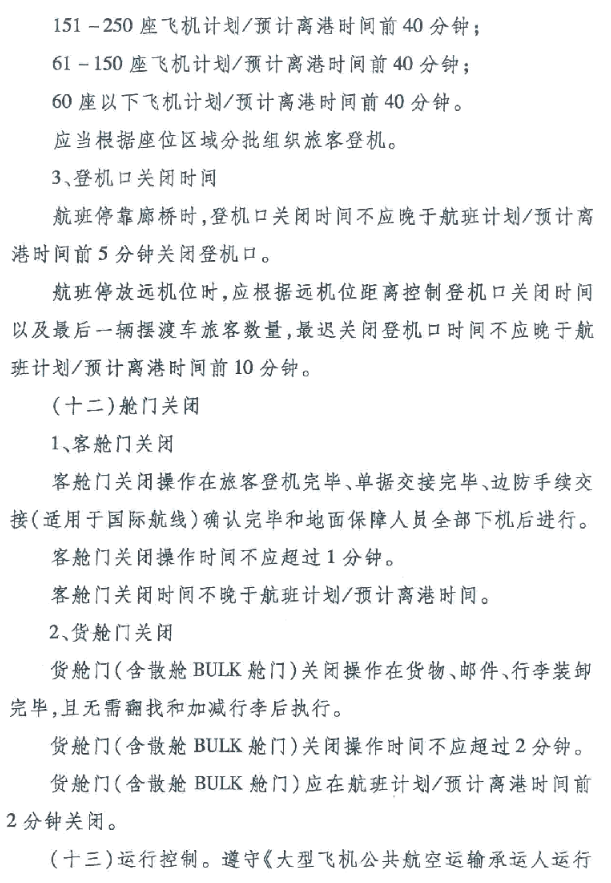 151－250 座飞机计划/预计离港时间前 40 分钟；
61－150 座飞机计划/预计离港时间前 40 分钟；
60 座以下飞机计划/预计离港时间前 40 分钟。
应当根据座位区域分批组织旅客登机。
3、登机口关闭时间
航班停靠廊桥时，登机口关闭时间不应晚于航班计划/预计离
港时间前 5 分钟关闭登机口。
航班停放远机位时，应根据远机位距离控制登机口关闭时间
以及最后一辆摆渡车旅客数量，最迟关闭登机口时间不应晚于航
班计划/预计离港时间前 10 分钟。
（十二）舱门关闭
1、客舱门关闭
客舱门关闭操作在旅客登机完毕、单据交接完毕、边防手续交
接（适用于国际航线）确认完毕和地面保障人员全部下机后进行。
客舱门关闭操作时间不应超过 1 分钟。
客舱门关闭时间不晚于航班计划/预计离港时间。
2、货舱门关闭
货舱门（含散舱 BULK 舱门）关闭操作在货物、邮件、行李装卸
完毕，且无需翻找和加减行李后执行。
货舱门（含散舱 BULK 舱门）关闭操作时间不应超过 2 分钟。
货舱门（含散舱 BULK 舱门）应在航班计划/预计离港时间前
2 分钟关闭。
（十三）运行控制。遵守《大型飞机公共航空运输承运人运行